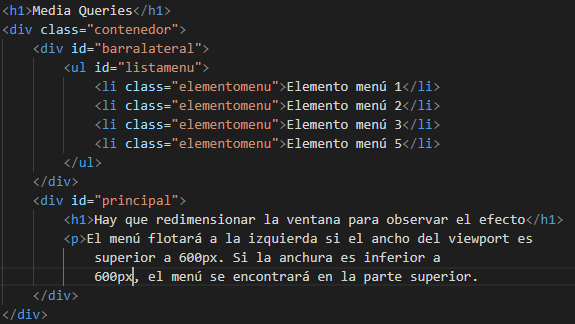 <h1>Media Queries</h1>
<div class="contenedor">
<div id="barralateral">
<ul id="listamenu">
<li class="elementomenu">Elemento menú 1</li>
<li class="elementomenu">Elemento menú 2</li>
<li class="elementomenu">Elemento menú 3</li>
<li class="elementomenu">Elemento menú 5</li>
</ul>
</div>
<div id="principal">
<h1>Hay que redimensionar la ventana para observar el efecto</h1>
<p>El menú flotará a la izquierda si el ancho del viewport es
superior a 600px. Si la anchura es inferior a
600px, el menú se encontrará en la parte superior.
</div>
</div>